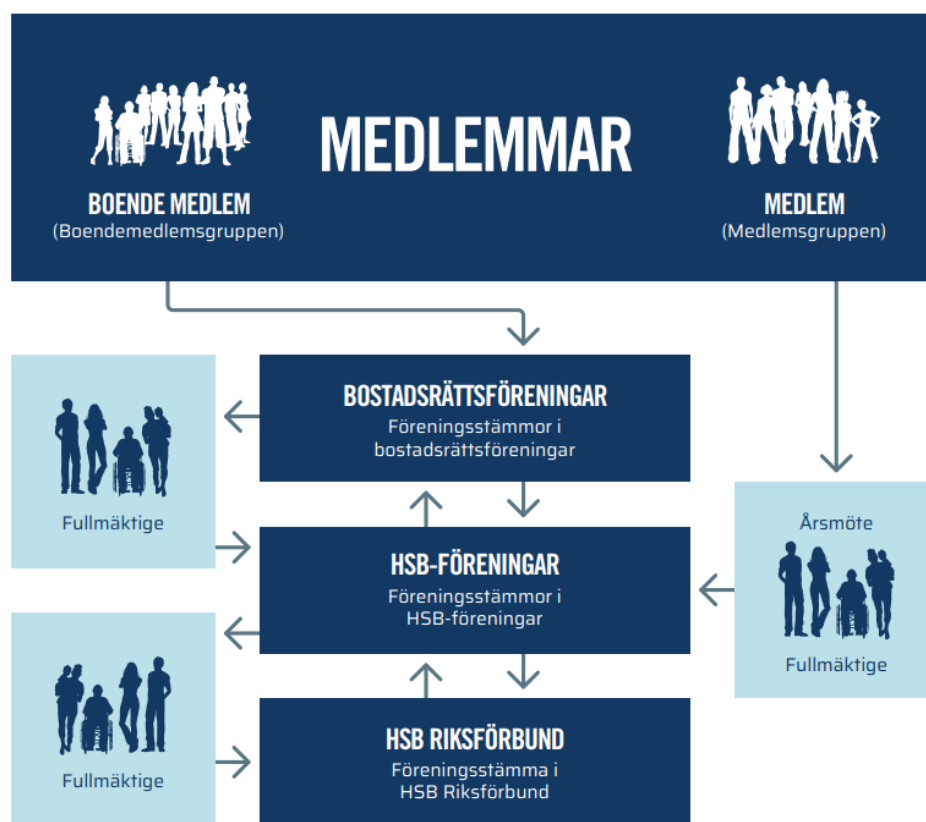 MEDLEMMAR
BOENDE MEDLEM
(Boendemedlemsgruppen)
MEDLEM
(Medlemsgruppen)
BOSTADSRÄTTSFÖRENINGAR
Föreningsstämmor i
bostadsrättsföreningar
Fullmäktige
HSB-FÖRENINGAR
Föreningsstämmor i
HSB-föreningar
Årsmöte
Fullmäktige
HSB RIKSFÖRBUND
Föreningsstämma i
HSB Riksförbund
Fullmäktige